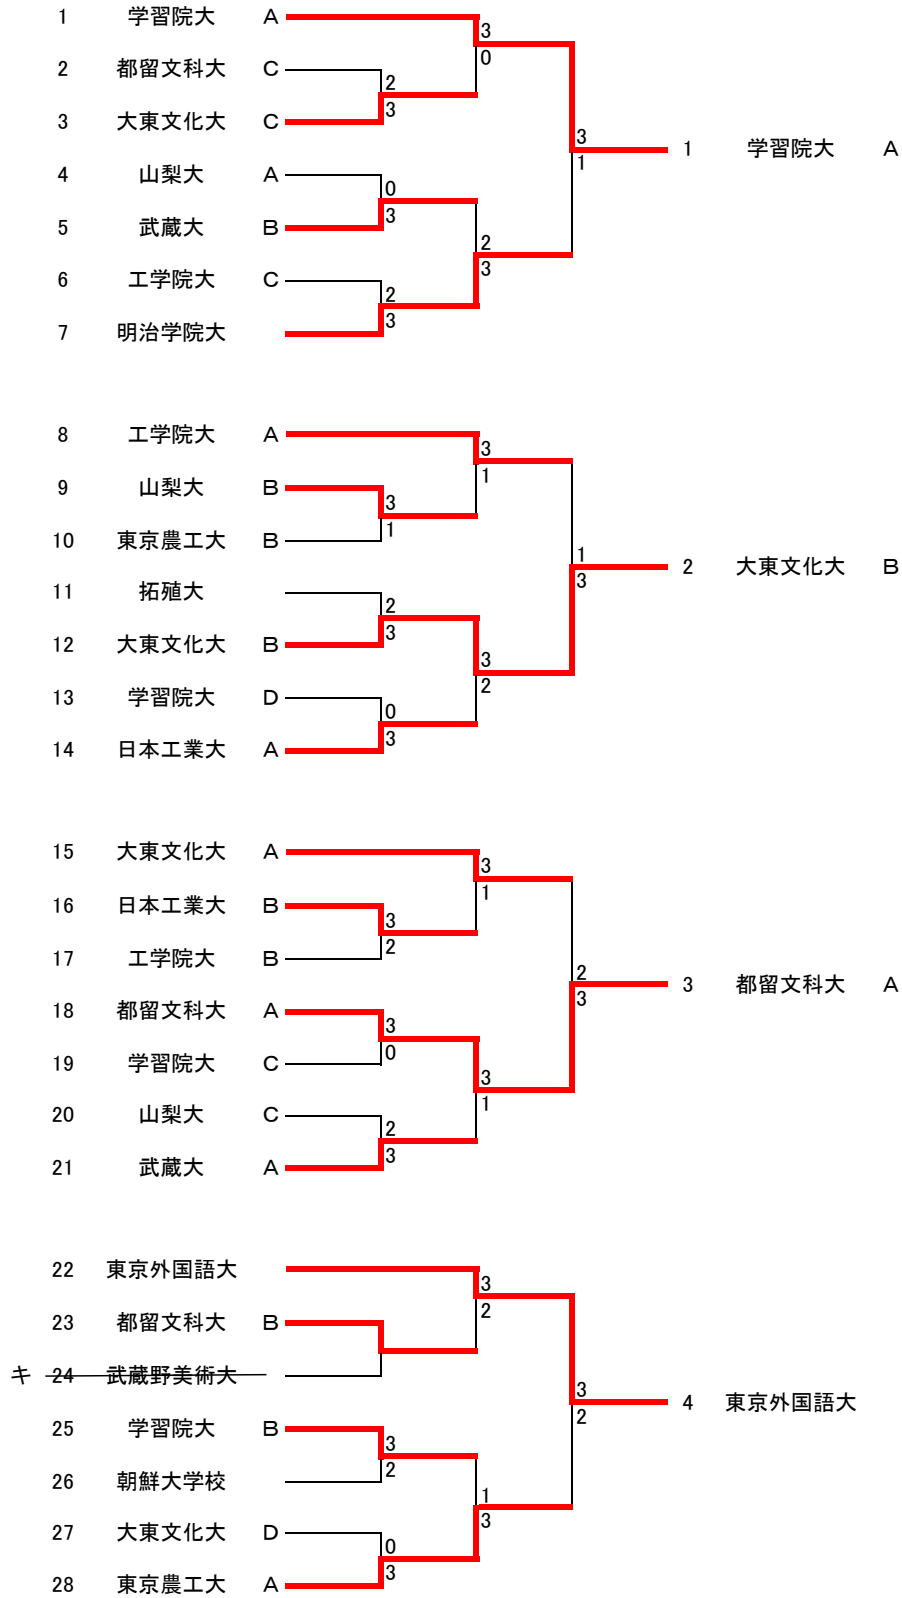 1 学習院大 A
3
0
2 都留文科大 C
2
3
3 大東文化大 C
3
1
1 学習院大 A
4 山梨大 A
0
3
5 武蔵大 B
2
3
6 工学院大 C
2
3
7 明治学院大
8 工学院大 A
3
1
9 山梨大 B
3
1
10 東京農工大 B
1
3
2 大東文化大 B
11 拓殖大
2
3
12 大東文化大 B
3
2
13 学習院大 D
0
3
14 日本工業大 A
15 大東文化大 A
3
1
16 日本工業大 B
3
2
17 工学院大 B
2
3
3 都留文科大 A
18 都留文科大 A
3
0
19 学習院大 C
3
1
20 山梨大 C
2
3
21 武蔵大 A
22 東京外国語大
3
2
23 都留文科大 B
キ 24 武蔵野美術大
3
2
4 東京外国語大
25 学習院大 B
3
2
26 朝鮮大学校
1
3
27 大東文化大 D
0
3
28 東京農工大 A